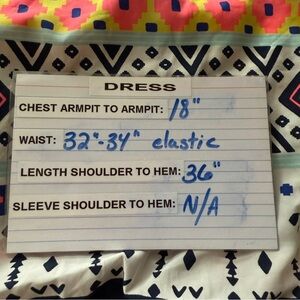 DRESS
CHEST ARMPIT TO ARMPIT: 18"
WAIST: 32"-34" elastic
LENGTH SHOULDER TO HEM: 36"
SLEEVE SHOULDER TO HEM: N/A